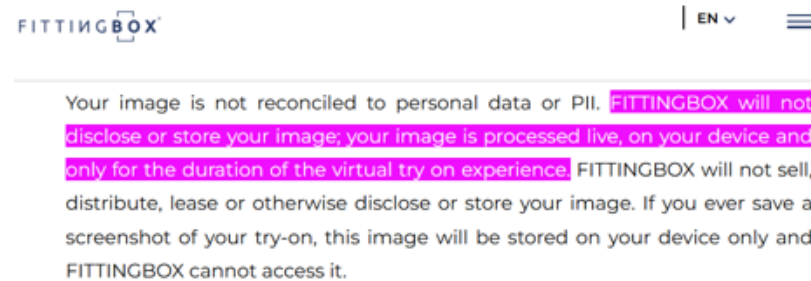 FITTINGBOX
EN
Your image is not reconciled to personal data or PII. FITTINGBOX will not
disclose or store your image; your image is processed live, on your device and
only for the duration of the virtual try on experience. FITTINGBOX will not sell,
distribute, lease or otherwise disclose or store your image. If you ever save a
screenshot of your try-on, this image will be stored on your device only and
FITTINGBOX cannot access it.